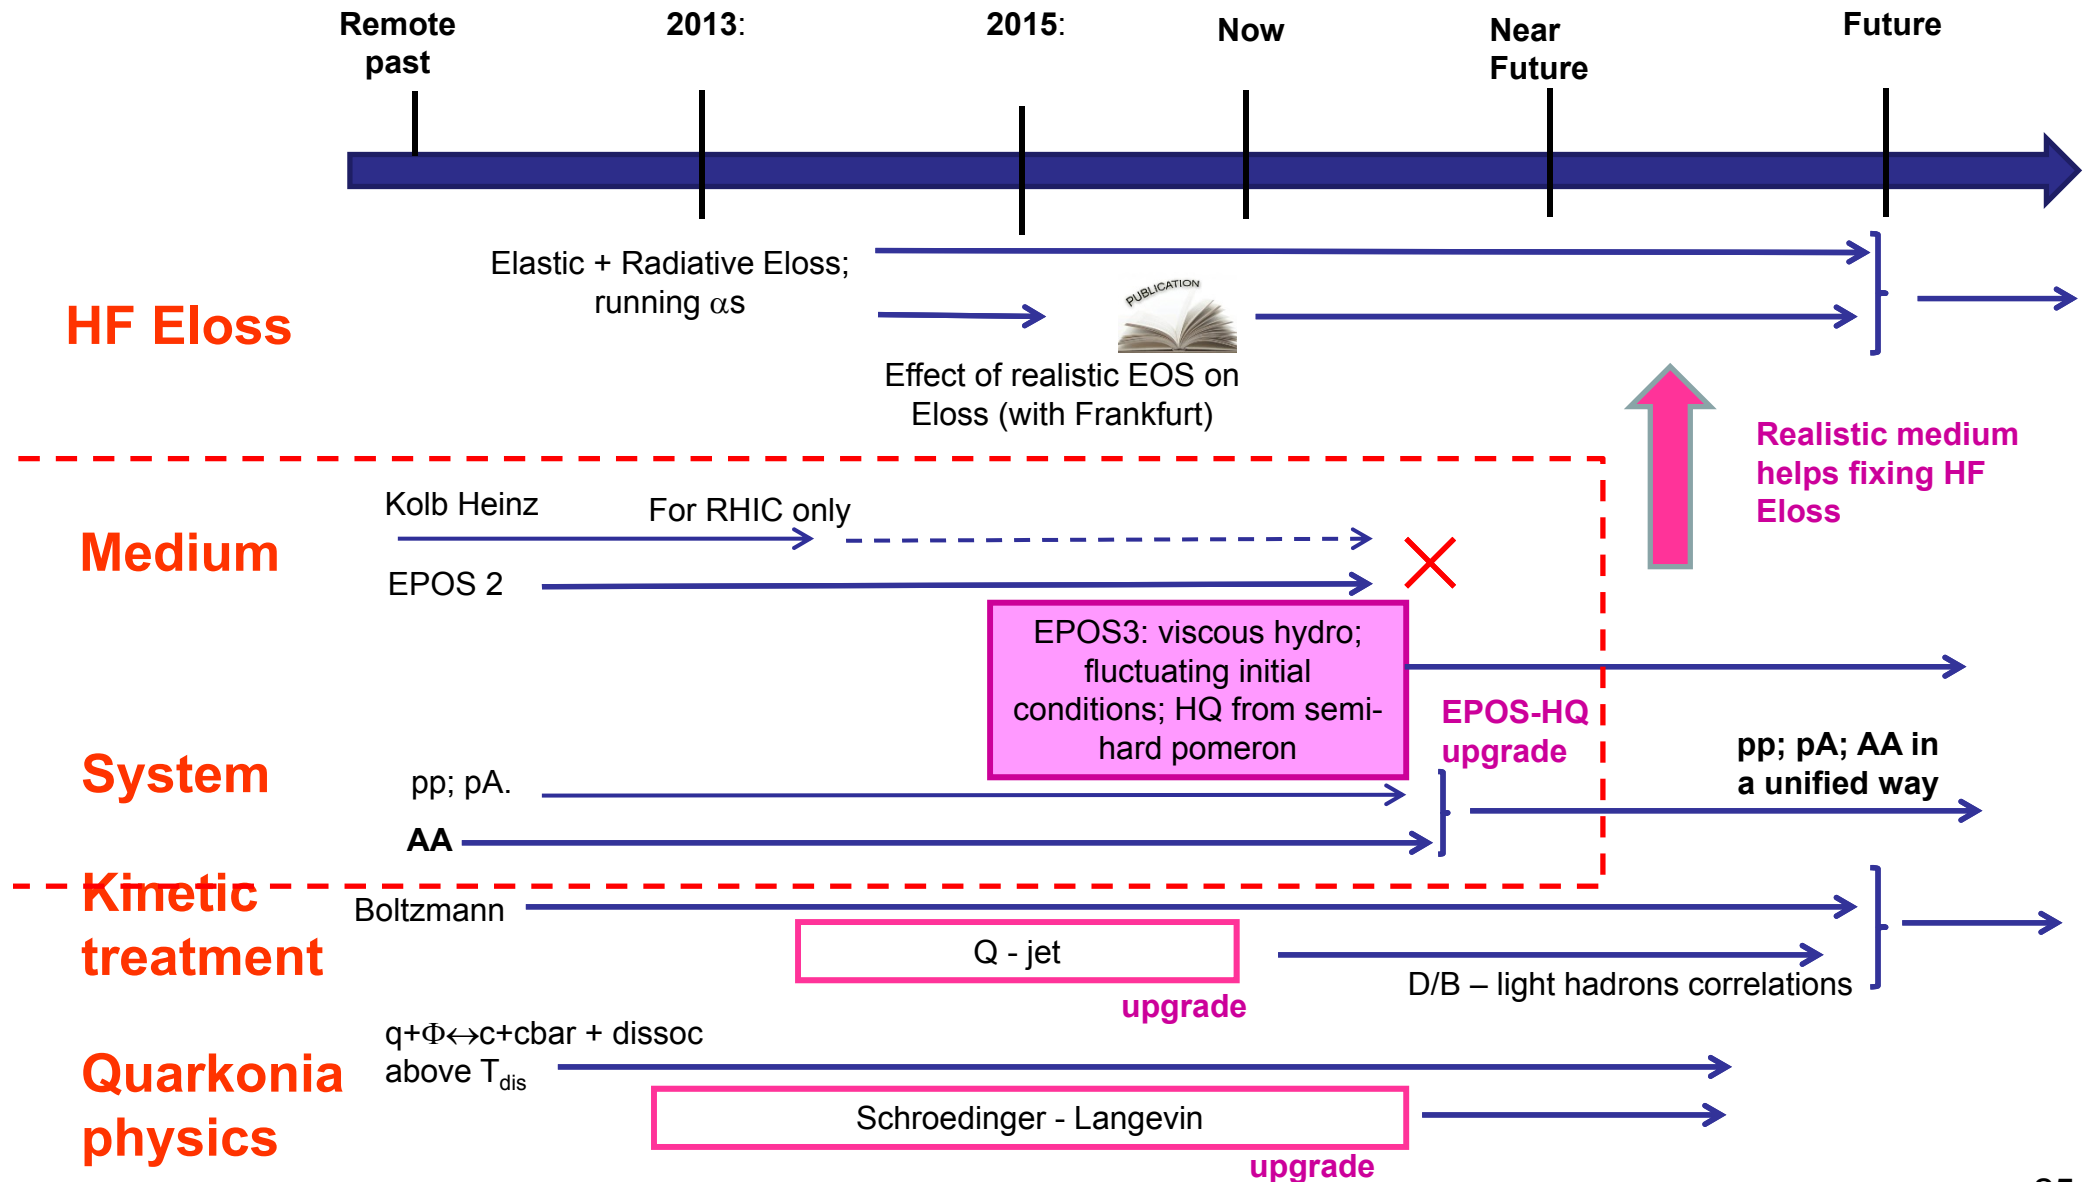 Remote
past
2013:
2015:
Now
Near
Future
Future
Elastic + Radiative Eloss;
running αs
PUBLICATION
HF Eloss
Effect of realistic EOS on
Eloss (with Frankfurt)
Realistic medium
helps fixing HF
Eloss
Kolb Heinz
For RHIC only
Medium
EPOS 2
EPOS3: viscous hydro;
fluctuating initial
conditions; HQ from semi-
hard pomeron
EPOS-HQ
upgrade
pp; pA; AA in
a unified way
System
pp; pA.
AA
Kinetic
treatment
Boltzmann
Q - jet
upgrade
D/B – light hadrons correlations
q+Φ↔c+cbar + dissoc
above Tdis
Quarkonia
physics
Schroedinger - Langevin
upgrade